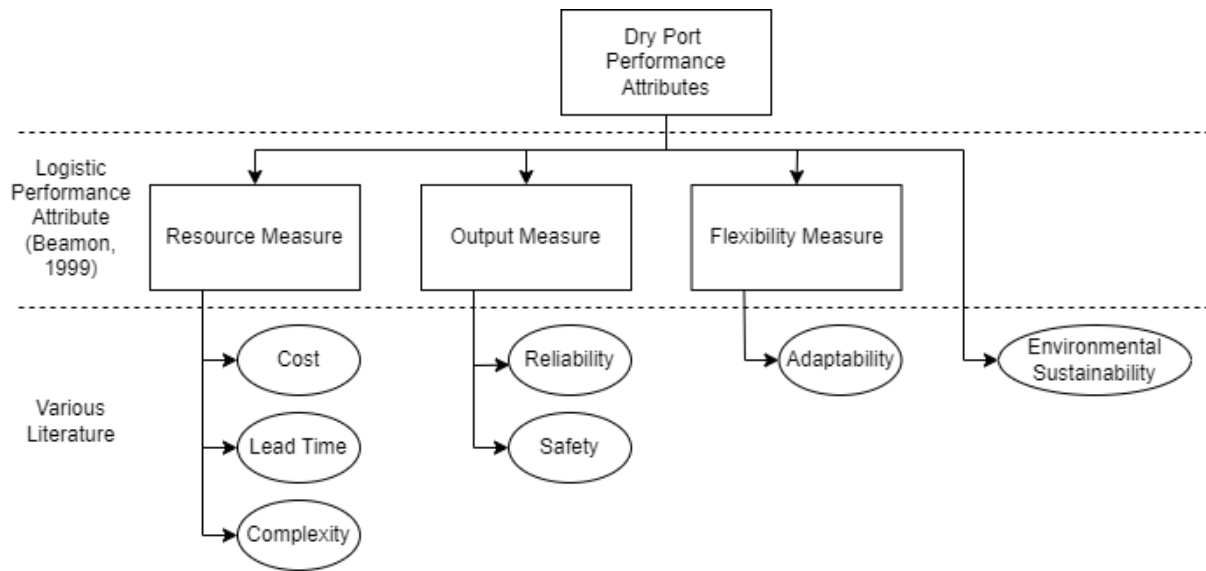 Dry Port
Performance
Attributes
Logistic
Performance
Attribute
(Beamon,
1999)
Resource Measure
Output Measure
Flexibility Measure
Various
Literature
Cost
Reliability
Adaptability
Environmental
Sustainability
Lead Time
Safety
Complexity